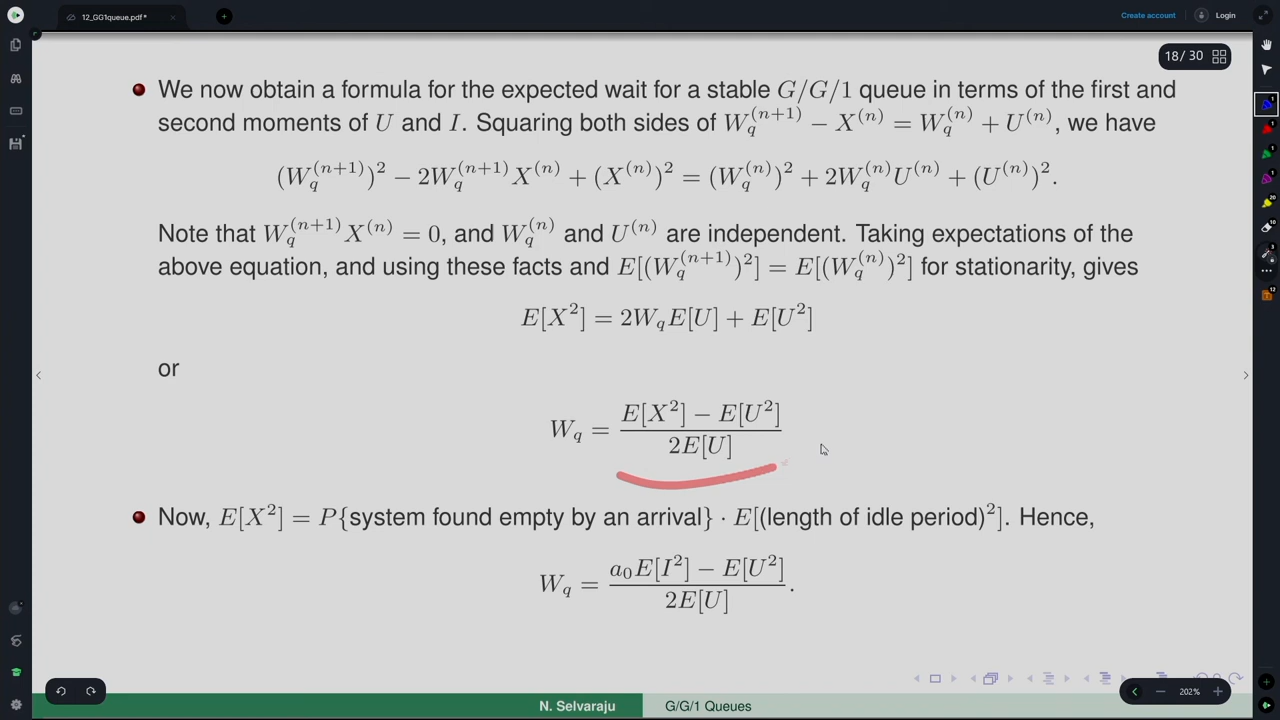 12_GG1queue.pdf*
Create account
Login
18 / 30
We now obtain a formula for the expected wait for a stable G/G/1 queue in terms of the first and
second moments of U and I. Squaring both sides of W_q^{(n+1)} − X^{(n)} = W_q^{(n)} + U^{(n)}, we have
(W_q^{(n+1)})^2 − 2W_q^{(n+1)}X^{(n)} + (X^{(n)})^2 = (W_q^{(n)})^2 + 2W_q^{(n)}U^{(n)} + (U^{(n)})^2.
Note that W_q^{(n+1)}X^{(n)} = 0, and W_q^{(n)} and U^{(n)} are independent. Taking expectations of the
above equation, and using these facts and E[(W_q^{(n+1)})^2] = E[(W_q^{(n)})^2] for stationarity, gives
E[X^2] = 2W_qE[U] + E[U^2]
or
W_q = \frac{E[X^2] − E[U^2]}{2E[U]}
Now, E[X^2] = P{system found empty by an arrival} · E[(length of idle period)^2]. Hence,
W_q = \frac{a_0E[I^2] − E[U^2]}{2E[U]}.
202%
N. Selvaraju
G/G/1 Queues